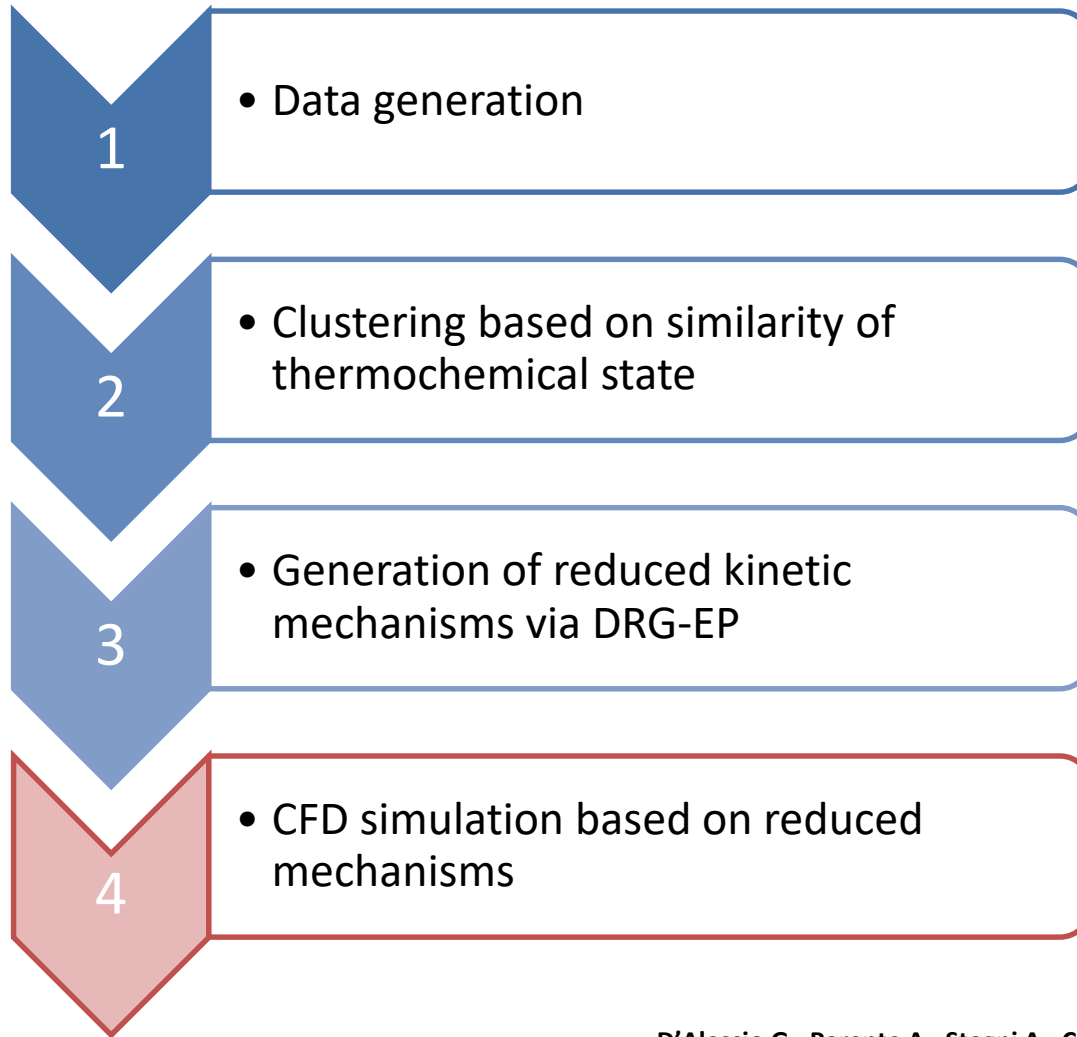 1
• Data generation
2
• Clustering based on similarity of
thermochemical state
3
• Generation of reduced kinetic
mechanisms via DRG-EP
4
• CFD simulation based on reduced
mechanisms